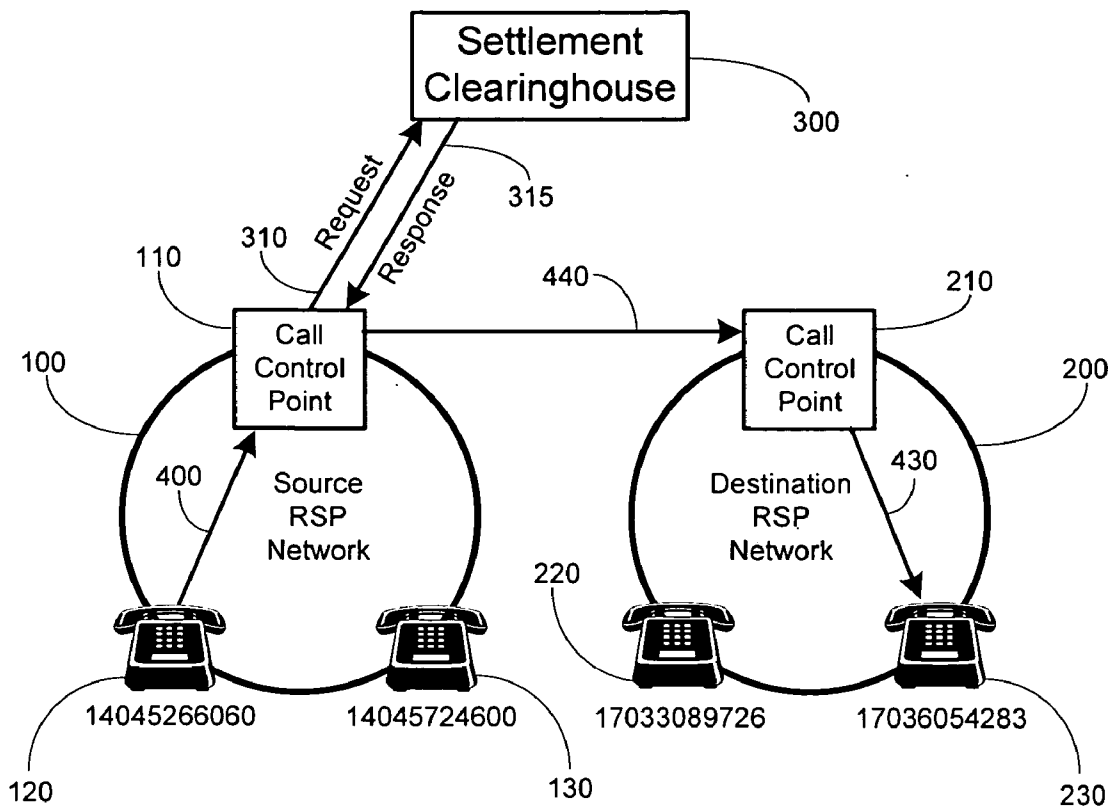 Settlement
Clearinghouse
300
Request
Response
315
310
110
440
210
Call
Control
Point
Call
Control
Point
100
200
400
430
Source
RSP
Network
Destination
RSP
Network
220
14045266060
14045724600
17033089726
17036054283
120
130
230